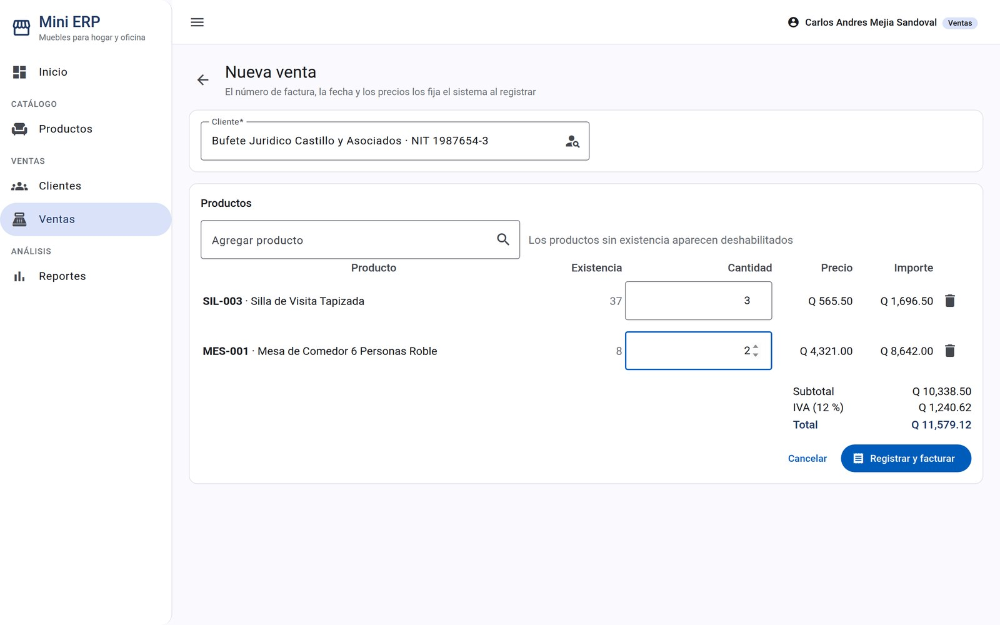 Mini ERP
Muebles para hogar y oficina
Inicio
CATÁLOGO
Productos
VENTAS
Clientes
Ventas
ANÁLISIS
Reportes
Carlos Andres Mejia Sandoval Ventas
Nueva venta
El número de factura, la fecha y los precios los fija el sistema al registrar
Cliente*
Bufete Juridico Castillo y Asociados · NIT 1987654-3
Productos
Agregar producto Los productos sin existencia aparecen deshabilitados
Producto Existencia Cantidad Precio Importe
SIL-003 · Silla de Visita Tapizada 37 3 Q 565.50 Q 1,696.50
MES-001 · Mesa de Comedor 6 Personas Roble 8 2 Q 4,321.00 Q 8,642.00
Subtotal Q 10,338.50
IVA (12 %) Q 1,240.62
Total Q 11,579.12
Cancelar Registrar y facturar